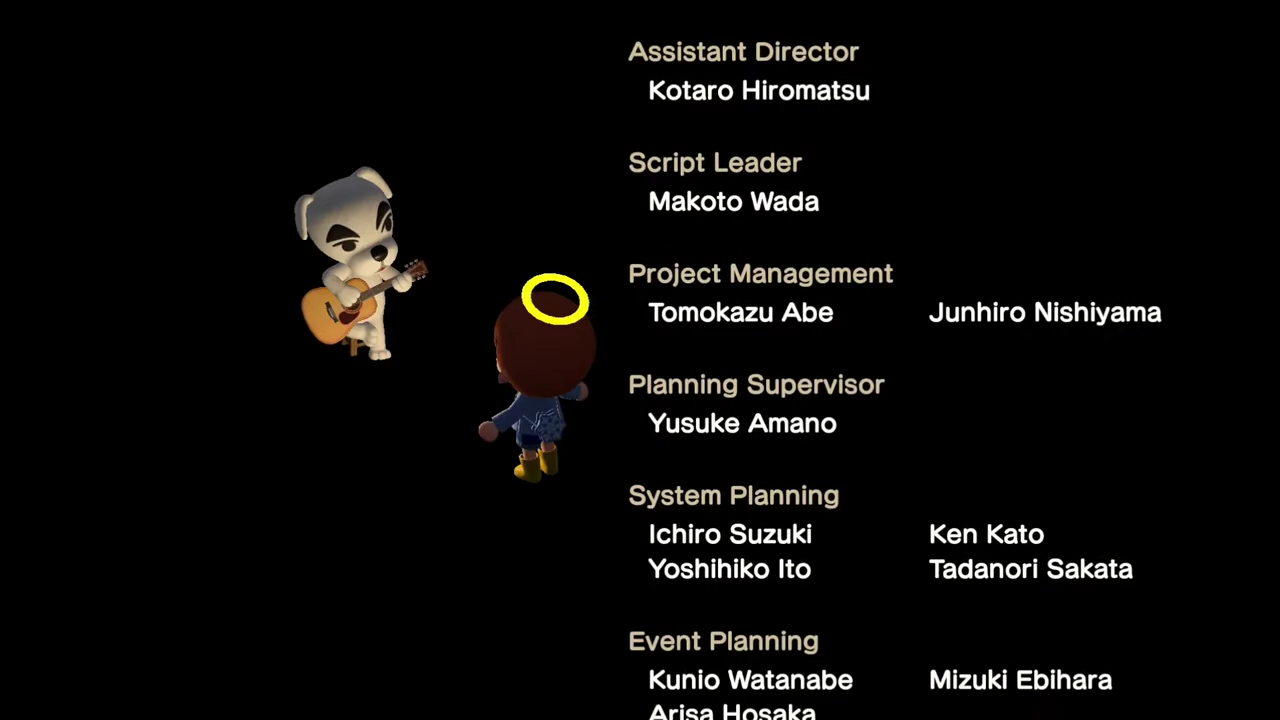 Assistant Director
Kotaro Hiromatsu
Script Leader
Makoto Wada
Project Management
Tomokazu Abe Junhiro Nishiyama
Planning Supervisor
Yusuke Amano
System Planning
Ichiro Suzuki Ken Kato
Yoshihiko Ito Tadanori Sakata
Event Planning
Kunio Watanabe Mizuki Ebihara
Arisa Hosaka